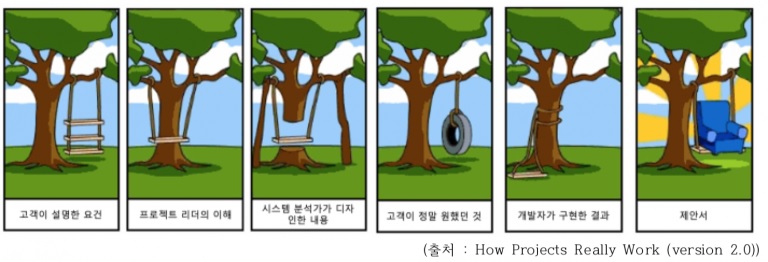 고객이 설명한 요건
프로젝트 리더의 이해
시스템 분석가가 디자
인한 내용
고객이 정말 원했던 것
개발자가 구현한 결과
제안서
(출처 : How Projects Really Work (version 2.0))